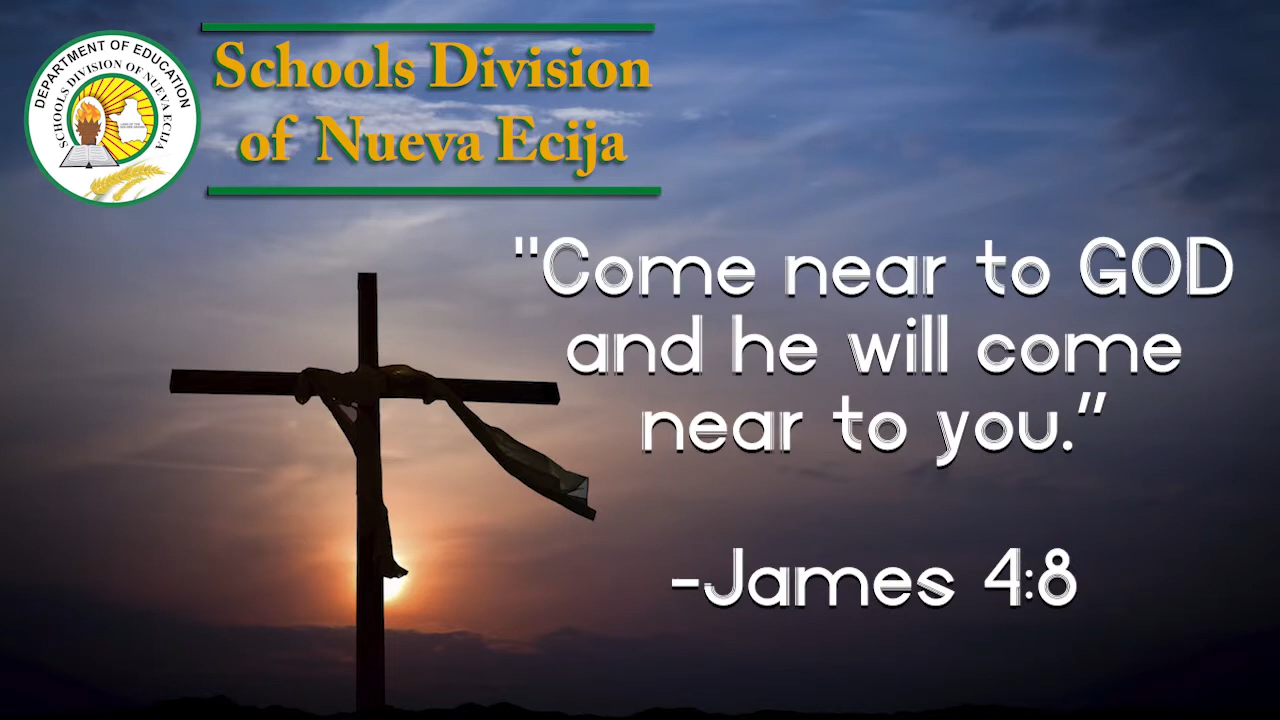 DEPARTMENT OF EDUCATION
SCHOOLS DIVISION OF NUEVA ECIJA
Schools Division
of Nueva Ecija
"Come near to GOD
and he will come
near to you."
-James 4:8